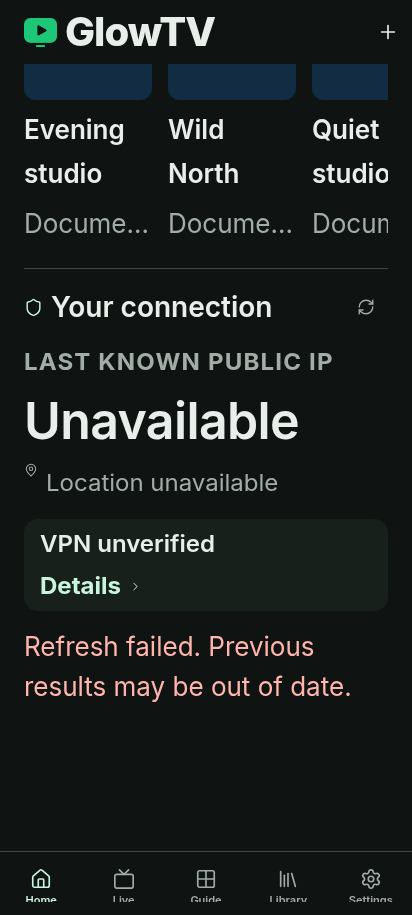 GlowTV
Evening studio
Wild North
Quiet studio
Docume...
Docume...
Docum
Your connection
LAST KNOWN PUBLIC IP
Unavailable
Location unavailable
VPN unverified
Details
Refresh failed. Previous
results may be out of date.
Home
Live
Guide
Library
Settings